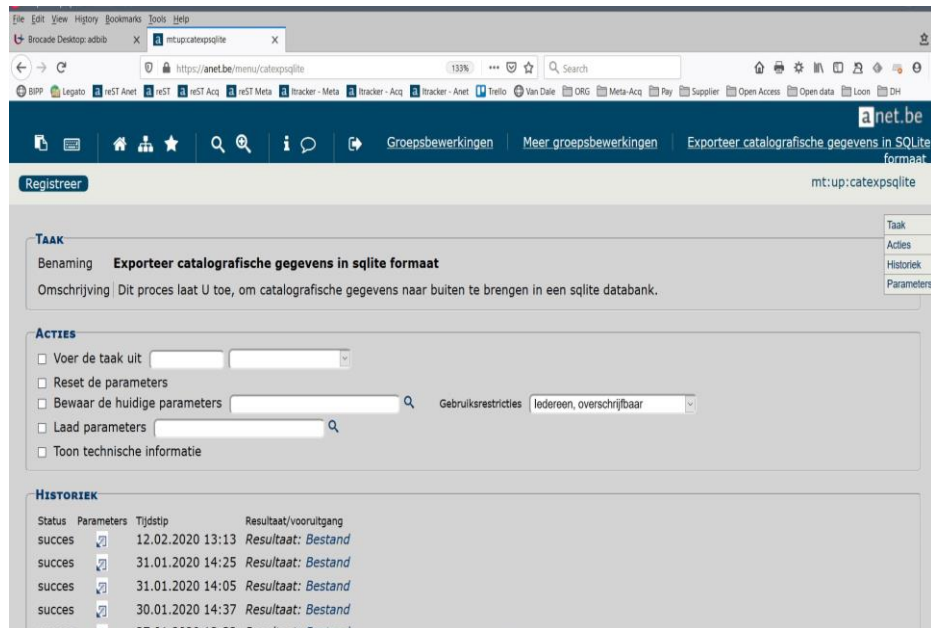 File Edit View History Bookmarks Tools Help
Brocade Desktop: adbib X a mt:up:catexpsqlite X
https://anet.be/menu/catexpsqlite 133% Search
BIPP Legato reST Anet reST reST Acq reST Meta Itracker - Meta Itracker - Acq Itracker - Anet Trello Van Dale ORG Meta-Acq Pay Supplier Open Access Open data Loon DH
anet.be
Groepsbewerkingen Meer groepsbewerkingen Exporteer catalografische gegevens in SQLite
formaat
Registreer mt:up:catexpsqlite
Taak
Acties
Historiek
Parameters
TAAK
Benaming Exporteer catalografische gegevens in sqlite formaat
Omschrijving Dit proces laat U toe, om catalografische gegevens naar buiten te brengen in een sqlite databank.
ACTIES
Voer de taak uit
Reset de parameters
Bewaar de huidige parameters Gebruiksrestricties Iedereen, overschrijfbaar
Laad parameters
Toon technische informatie
HISTORIEK
Status Parameters Tijdstip Resultaat/vooruitgang
succes 12.02.2020 13:13 Resultaat: Bestand
succes 31.01.2020 14:25 Resultaat: Bestand
succes 31.01.2020 14:05 Resultaat: Bestand
succes 30.01.2020 14:37 Resultaat: Bestand